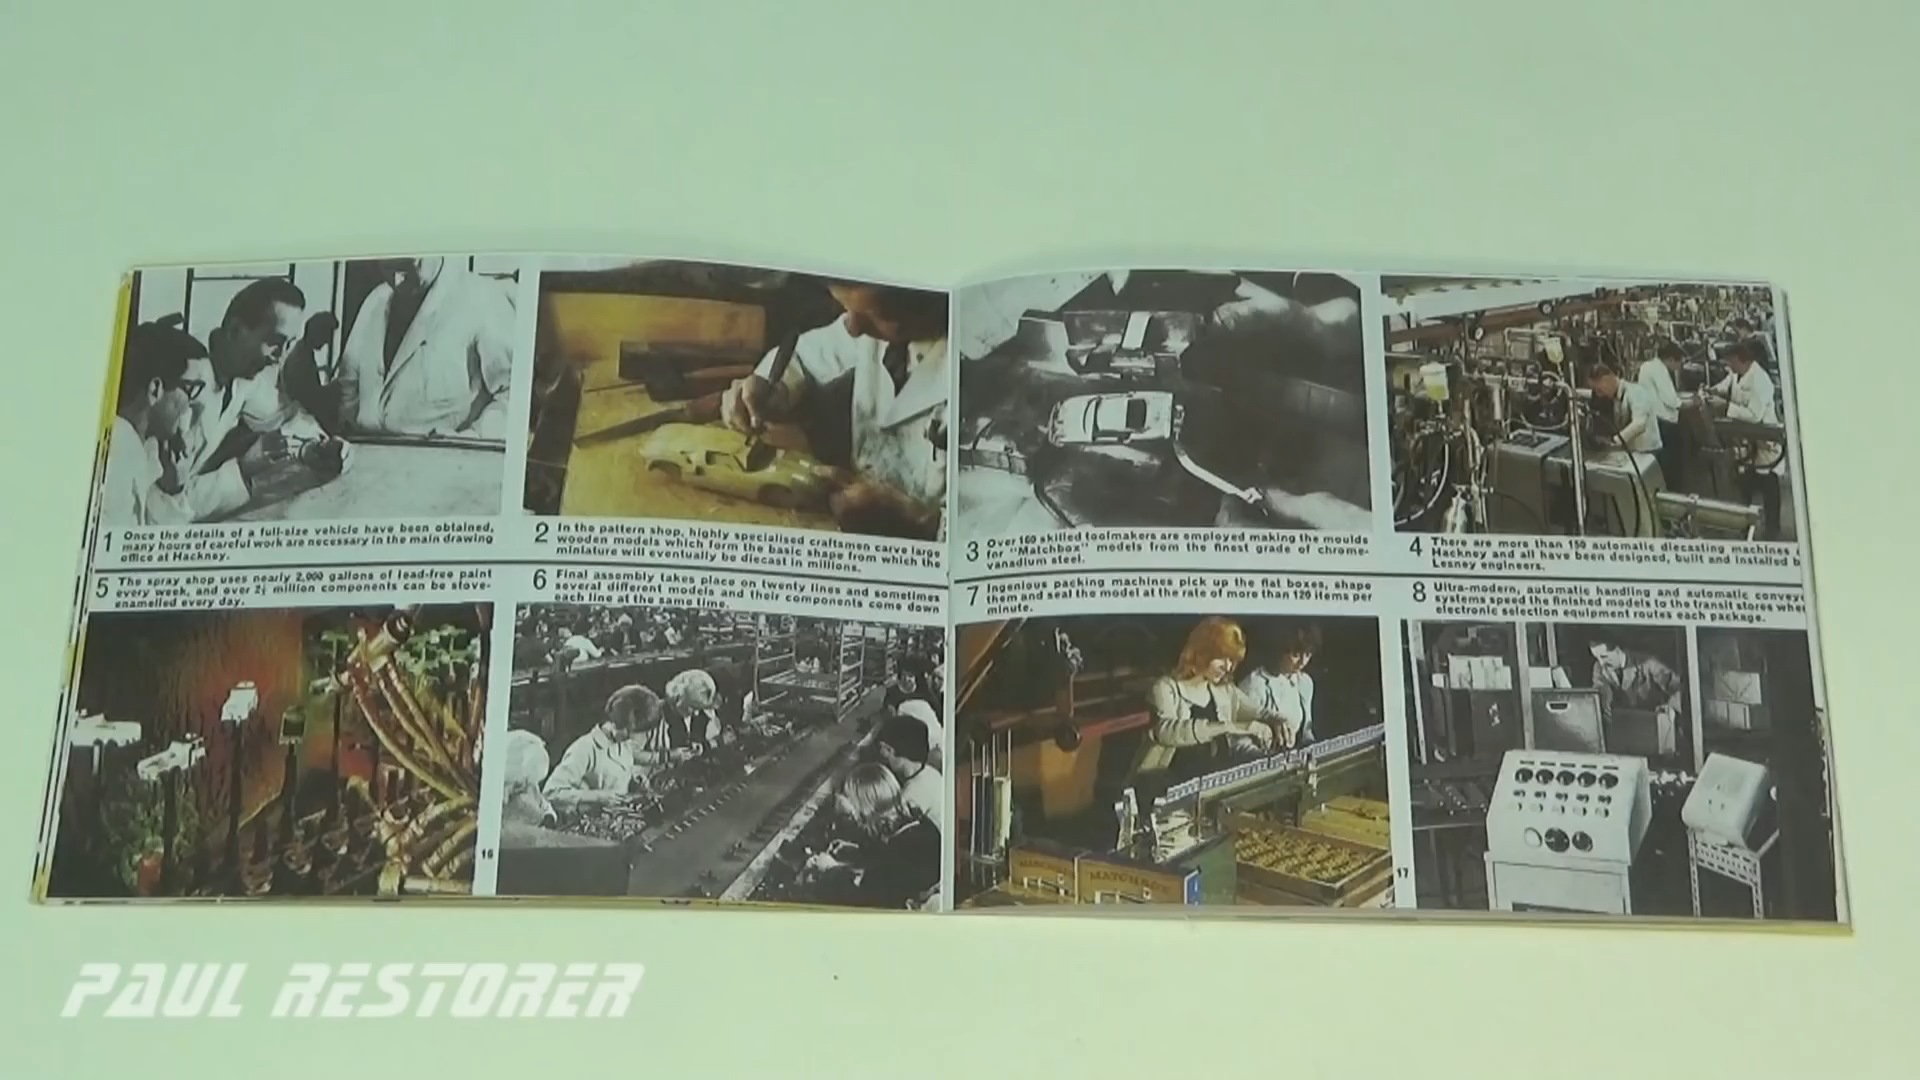 1 Once the details of a full-size vehicle have been obtained,
many hours of careful work are necessary in the main drawing
office at Hackney.
2 In the pattern shop, highly specialised craftsmen carve large
wooden models which form the basic shape from which the
miniature will eventually be diecast in millions.
3 Over 160 skilled toolmakers are employed making the moulds
for "Matchbox" models from the finest grade of chrome-
vanadium steel.
4 There are more than 150 automatic diecasting machines
Hackney and all have been designed, built and installed b
Lesney engineers.
5 The spray shop uses nearly 2,000 gallons of lead-free paint
every week, and over 2½ million components can be stove-
enamelled every day.
6 Final assembly takes place on twenty lines and sometimes
several different models and their components come down
each line at the same time.
7 Ingenious packing machines pick up the flat boxes, shape
them and seal the model at the rate of more than 120 items per
minute.
8 Ultra-modern, automatic handling and automatic conveyo
systems speed the finished models to the transit stores wher
electronic selection equipment routes each package.
MATCHBOX
MATCHBOX
16
17
PAUL RESTORER